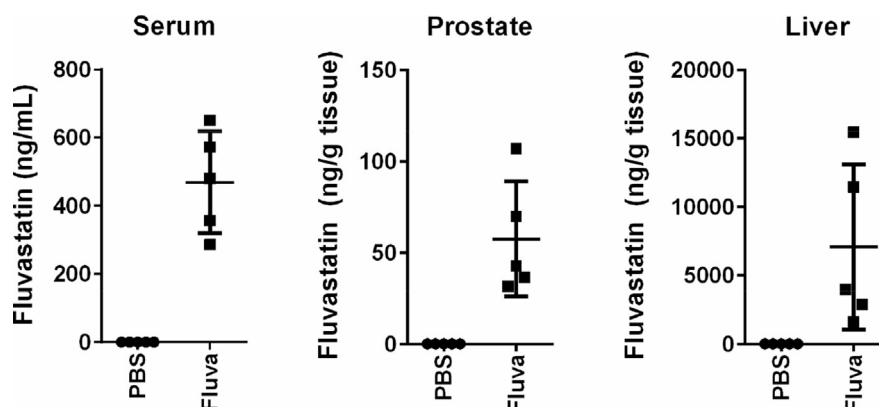 Serum
Fluvastatin (ng/mL)
800
600
400
200
0
PBS
Fluva
Prostate
Fluvastatin (ng/g tissue)
150
100
50
0
PBS
Fluva
Liver
Fluvastatin (ng/g tissue)
20000
15000
10000
5000
0
PBS
Fluva